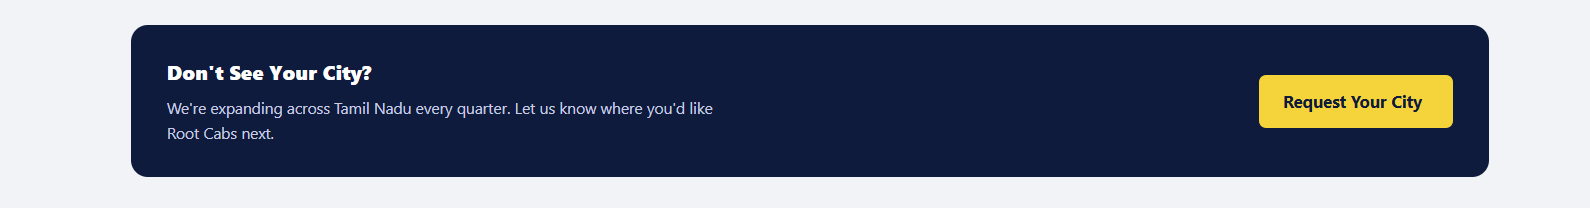 Don't See Your City?
We're expanding across Tamil Nadu every quarter. Let us know where you'd like
Root Cabs next.
Request Your City